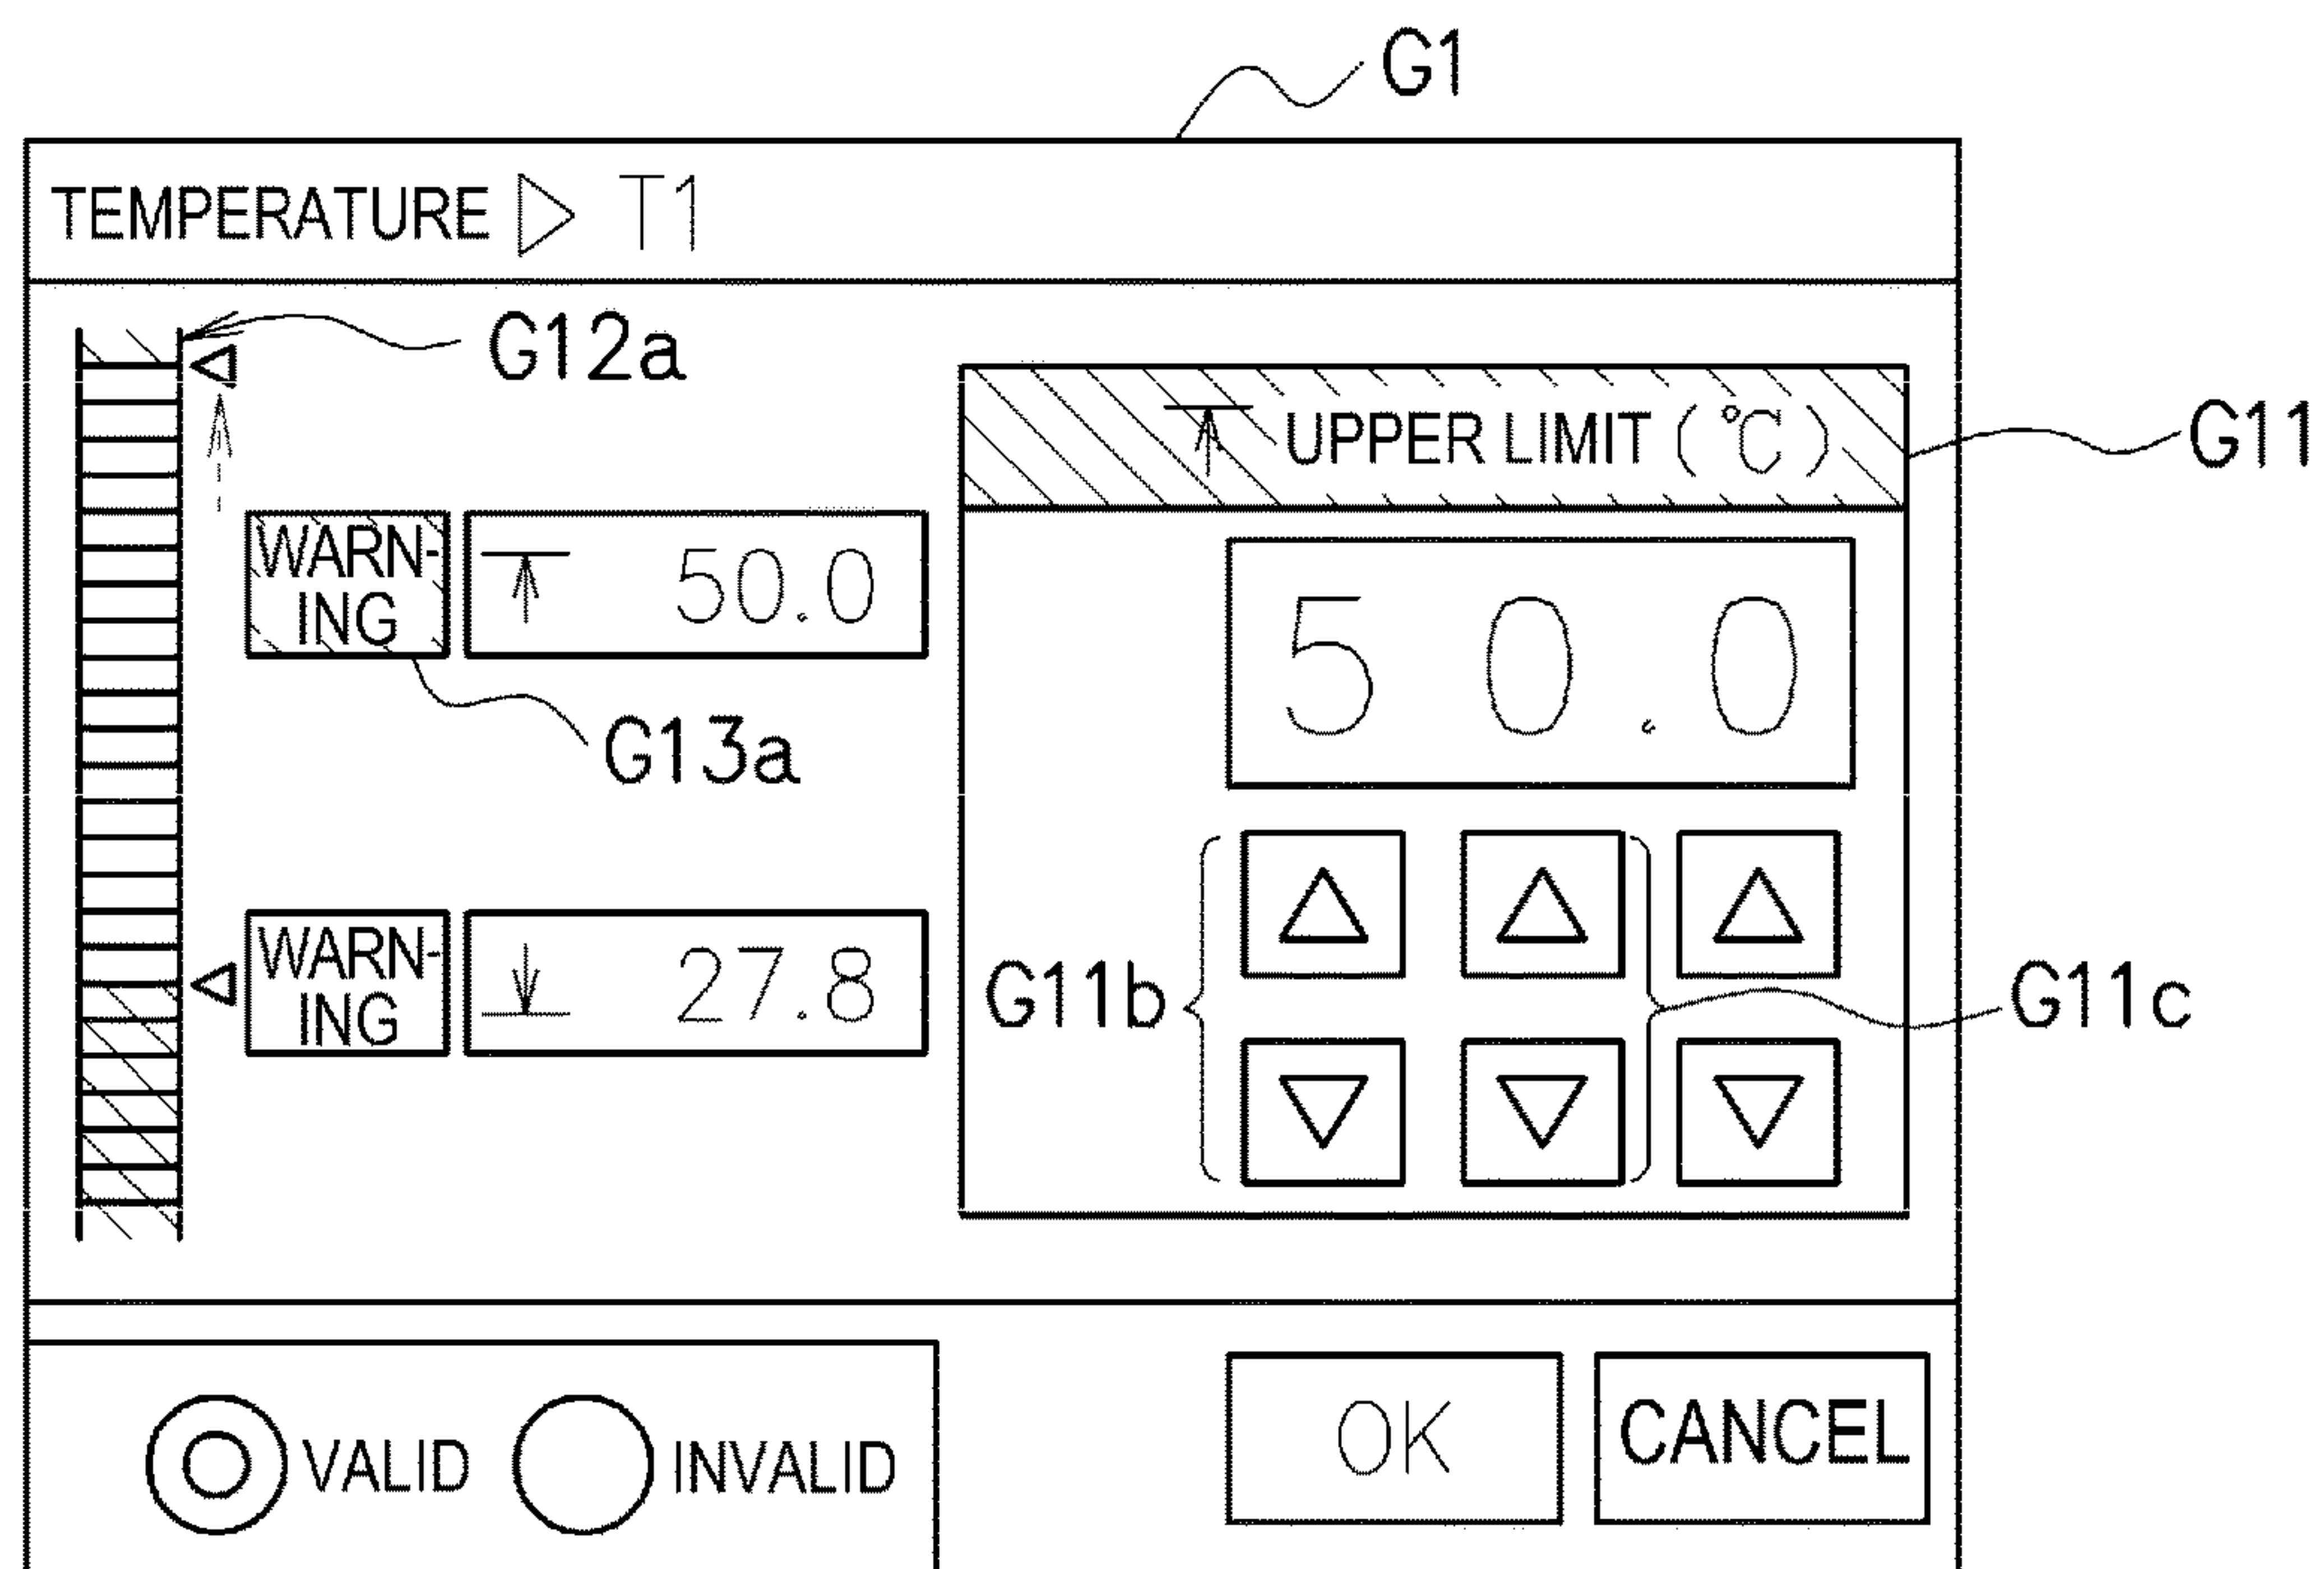 G1
TEMPERATURE ▷ T1
G12a
UPPER LIMIT (℃)
G11
WARN-
ING
50.0
50.0
G13a
WARN-
ING
27.8
G11b
G11c
VALID
INVALID
OK
CANCEL